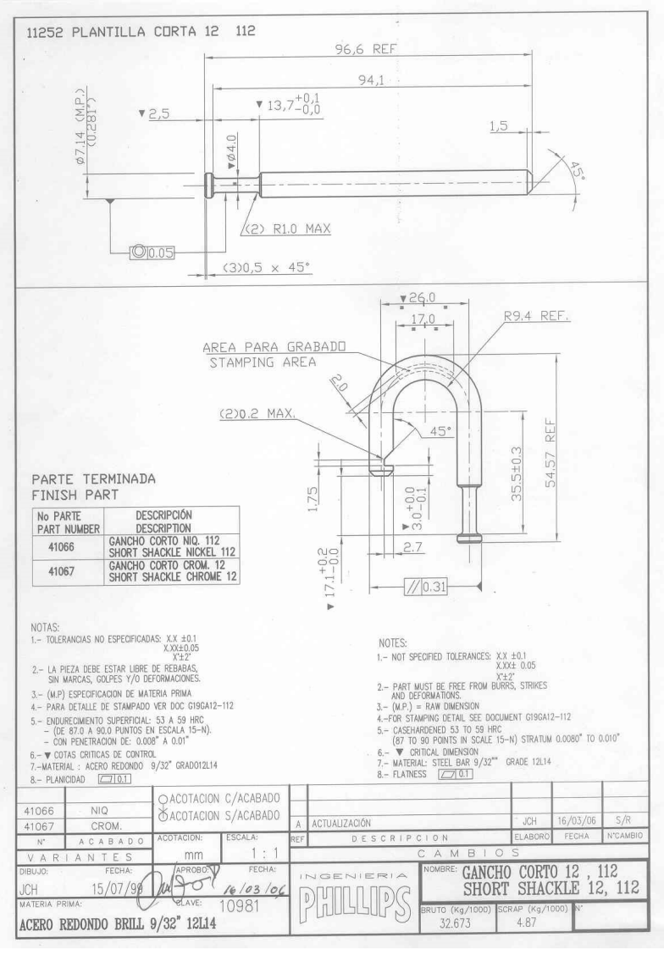 11252 PLANTILLA CORTA 12 112
96,6 REF
94,1
▼ 2,5
▼ 13,7 +0,1 -0,0
1,5
Ø7.14 (M.P.)
(0.281")
▼Ø4.0
45°
(2) R1.0 MAX
◎ 0.05
(3)0,5 x 45°
▼26.0
17.0
R9.4 REF.
AREA PARA GRABADO
STAMPING AREA
2.0
(2)0.2 MAX.
45°
1.75
▼ 3.0 +0.0 -0.1
35.5±0.3
54.57 REF
2.7
▼ 17.1 +0.2 -0.0
// 0.31
PARTE TERMINADA
FINISH PART
No PARTE DESCRIPCIÓN
PART NUMBER DESCRIPTION
41066 GANCHO CORTO NIQ. 112
SHORT SHACKLE NICKEL 112
41067 GANCHO CORTO CROM. 12
SHORT SHACKLE CHROME 12
NOTAS:
1.- TOLERANCIAS NO ESPECIFICADAS: X.X ±0.1
X.XX±0.05
X°±2°
2.- LA PIEZA DEBE ESTAR LIBRE DE REBABAS,
SIN MARCAS, GOLPES Y/O DEFORMACIONES.
3.- (M.P) ESPECIFICACION DE MATERIA PRIMA
4.- PARA DETALLE DE STAMPADO VER DOC G19GA12-112
5.- ENDURECIMIENTO SUPERFICIAL: 53 A 59 HRC
- (DE 87.0 A 90.0 PUNTOS EN ESCALA 15-N).
- CON PENETRACION DE: 0.008" A 0.01"
6.- ▼ COTAS CRITICAS DE CONTROL
7.-MATERIAL : ACERO REDONDO 9/32" GRADO12L14
8.- PLANICIDAD ▱ 0.1
NOTES:
1.- NOT SPECIFIED TOLERANCES: X.X ±0.1
X.XX± 0.05
X°±2°
2.- PART MUST BE FREE FROM BURRS, STRIKES
AND DEFORMATIONS.
3.- (M.P.) = RAW DIMENSION
4.-FOR STAMPING DETAIL SEE DOCUMENT G19GA12-112
5.- CASEHARDENED 53 TO 59 HRC
(87 TO 90 POINTS IN SCALE 15-N) STRATUM 0.0080" TO 0.010"
6.- ▼ CRITICAL DIMENSION
7.- MATERIAL: STEEL BAR 9/32"" GRADE 12L14
8.- FLATNESS ▱ 0.1
ACOTACION C/ACABADO
ACOTACION S/ACABADO
41066 NIQ
41067 CROM.
N° ACABADO
VARIANTES
ACOTACION:
mm
ESCALA:
1 : 1
A ACTUALIZACIÓN JCH 16/03/06 S/R
REF DESCRIPCION ELABORO FECHA N°CAMBIO
CAMBIOS
DIBUJO: FECHA:
JCH 15/07/99
APROBO: FECHA:
16/03/06
MATERIA PRIMA: CLAVE: 10981
ACERO REDONDO BRILL 9/32" 12L14
INGENIERIA
PHILLIPS
NOMBRE: GANCHO CORTO 12 , 112
SHORT SHACKLE 12, 112
BRUTO (Kg/1000)
32.673
SCRAP (Kg/1000)
4.87
N°